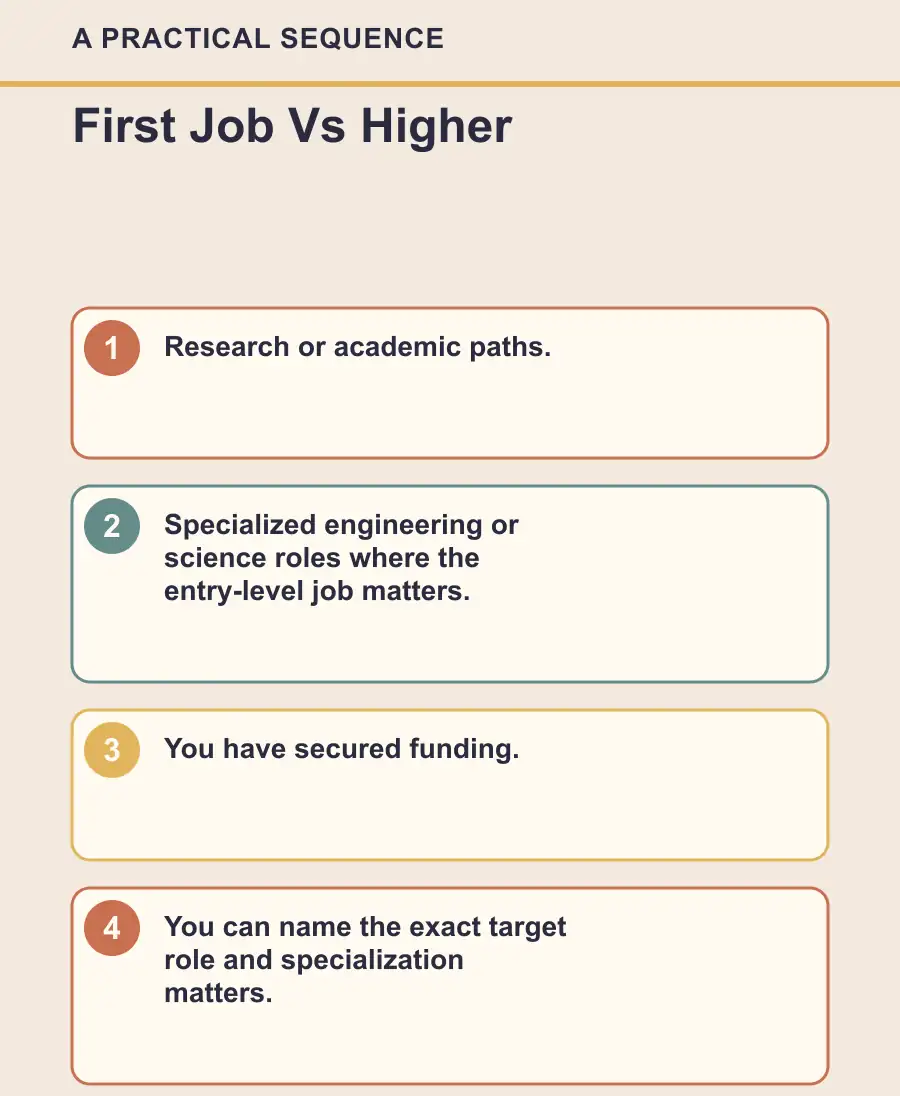 A PRACTICAL SEQUENCE
First Job Vs Higher
1
Research or academic paths.
2
Specialized engineering or
science roles where the
entry-level job matters.
3
You have secured funding.
4
You can name the exact target
role and specialization
matters.